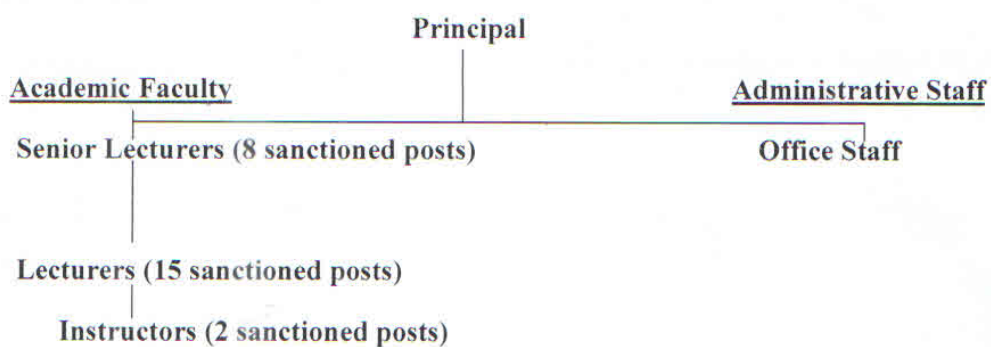 Principal
Academic Faculty
Administrative Staff
Senior Lecturers (8 sanctioned posts)
Office Staff
Lecturers (15 sanctioned posts)
Instructors (2 sanctioned posts)